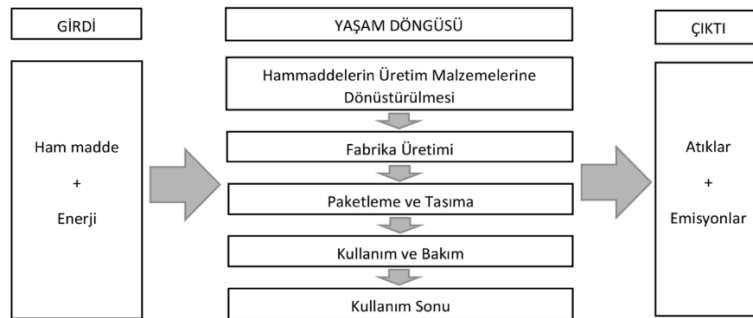 GİRDİ
YAŞAM DÖNGÜSÜ
ÇIKTI
Ham madde
+
Enerji
Hammaddelerin Üretim Malzemelerine
Dönüstürülmesi
Fabrika Üretimi
Paketleme ve Tasıma
Kullanım ve Bakım
Kullanım Sonu
Atıklar
+
Emisyonlar